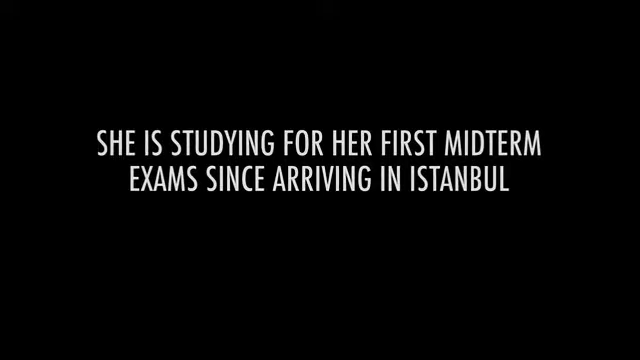 SHE IS STUDYING FOR HER FIRST MIDTERM
EXAMS SINCE ARRIVING IN ISTANBUL